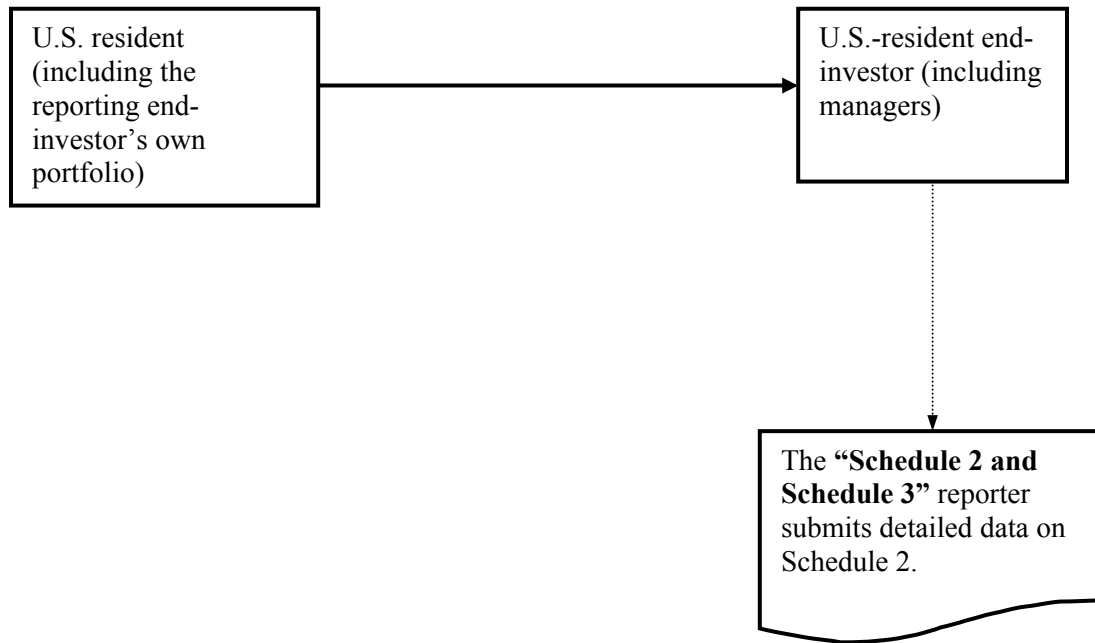 U.S. resident
(including the
reporting end-
investor’s own
portfolio)
U.S.-resident end-
investor (including
managers)
The “Schedule 2 and
Schedule 3” reporter
submits detailed data on
Schedule 2.